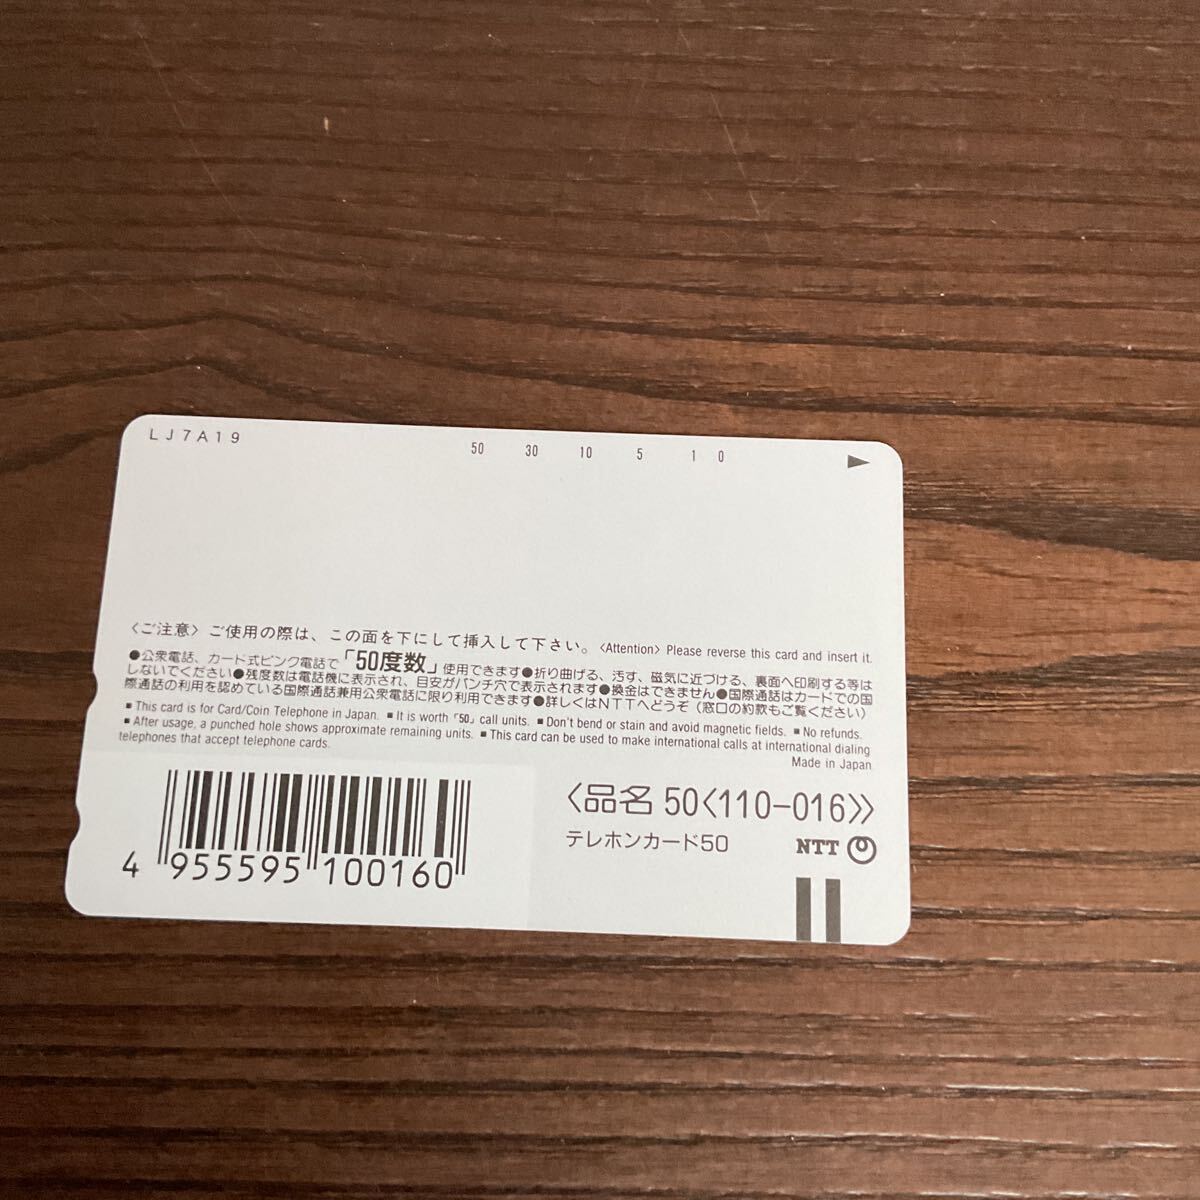 LJ7A19
50 30 10 5 1 0
〈ご注意〉ご使用の際は、この面を下にして挿入して下さい。〈Attention〉Please reverse this card and insert it.
●公衆電話、カード式ピンク電話で「50度数」使用できます●折り曲げる、汚す、磁気に近づける、裏面へ印刷する等は
しないでください●残度数は電話機に表示され、目安がパンチ穴で表示されます●換金はできません●国際通話はカードでの国
際通話の利用を認めている国際通話兼用公衆電話に限り利用できます●詳しくはNTTへどうぞ（窓口の約款もご覧ください）
■ This card is for Card/Coin Telephone in Japan. ■ It is worth「50」call units. ■ Don't bend or stain and avoid magnetic fields. ■ No refunds.
■ After usage, a punched hole shows approximate remaining units. ■ This card can be used to make international calls at international dialing
telephones that accept telephone cards.
Made in Japan
〈品名 50〈110-016〉〉
テレホンカード50
NTT
4 955595 100160